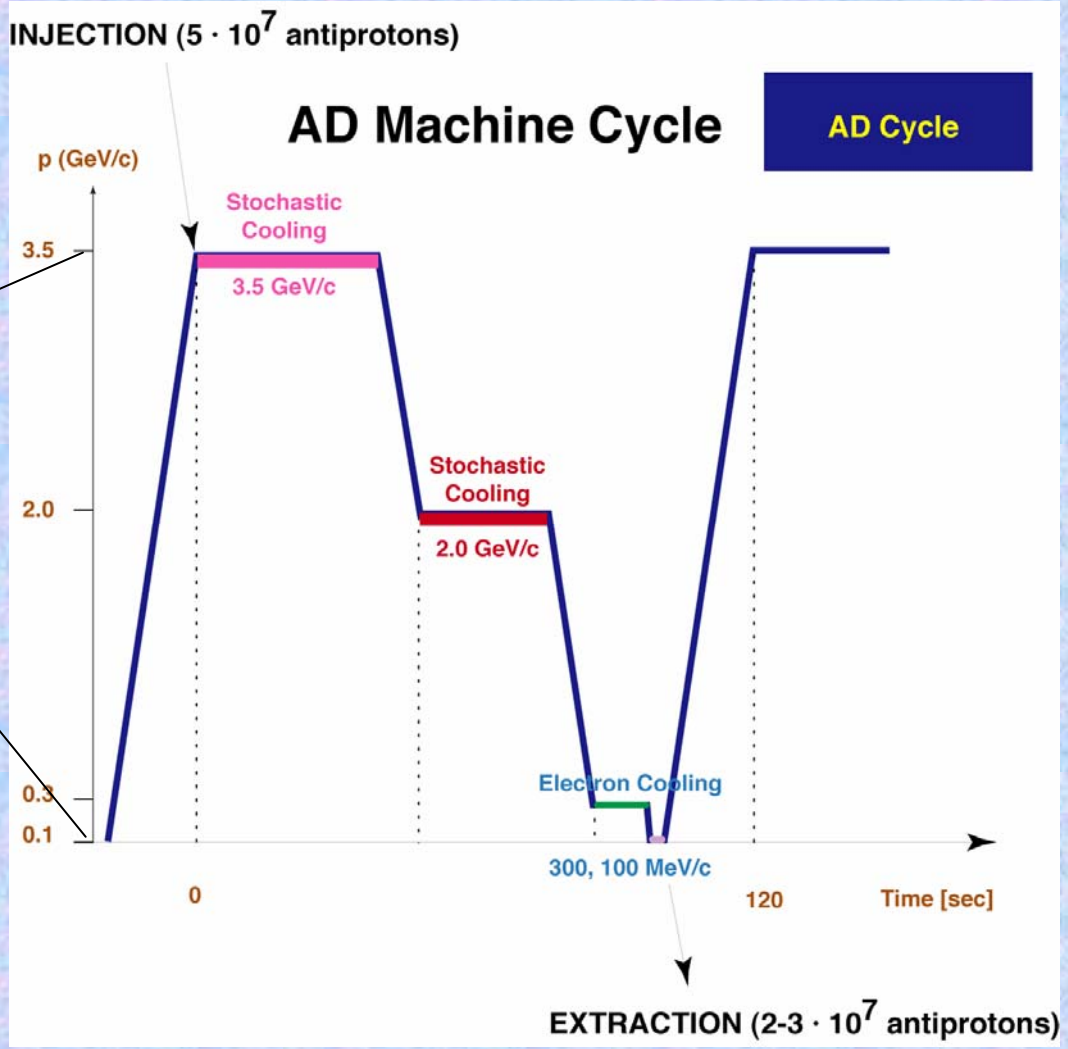 INJECTION (5 · 10⁷ antiprotons)
AD Machine Cycle
AD Cycle
p (GeV/c)
Stochastic
Cooling
3.5
3.5 GeV/c
Stochastic
Cooling
2.0
2.0 GeV/c
Electron Cooling
0.3
0.1
300, 100 MeV/c
0
120
Time [sec]
EXTRACTION (2-3 · 10⁷ antiprotons)